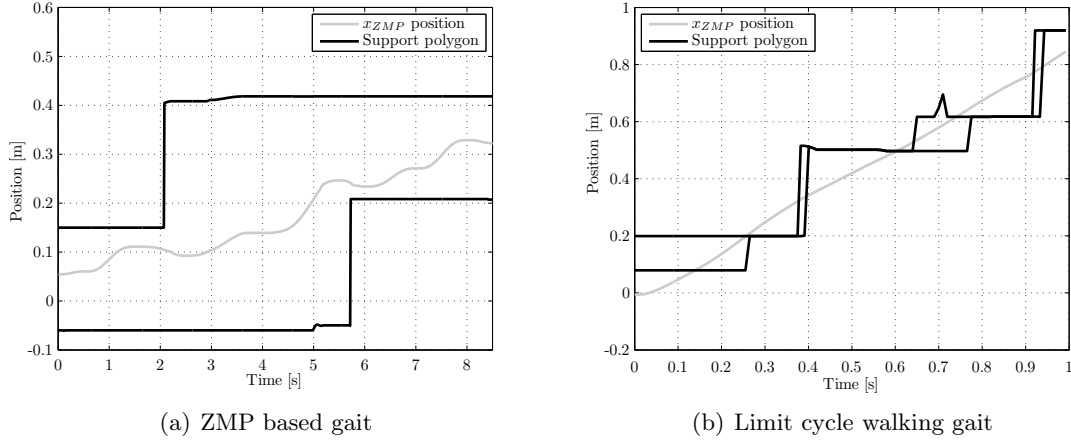 x_ZMP position
Support polygon
0.6
0.5
0.4
0.3
0.2
0.1
0
-0.1
Position [m]
0 1 2 3 4 5 6 7 8
Time [s]
(a) ZMP based gait
x_ZMP position
Support polygon
1
0.8
0.6
0.4
0.2
0
-0.2
Position [m]
0 0.1 0.2 0.3 0.4 0.5 0.6 0.7 0.8 0.9 1
Time [s]
(b) Limit cycle walking gait